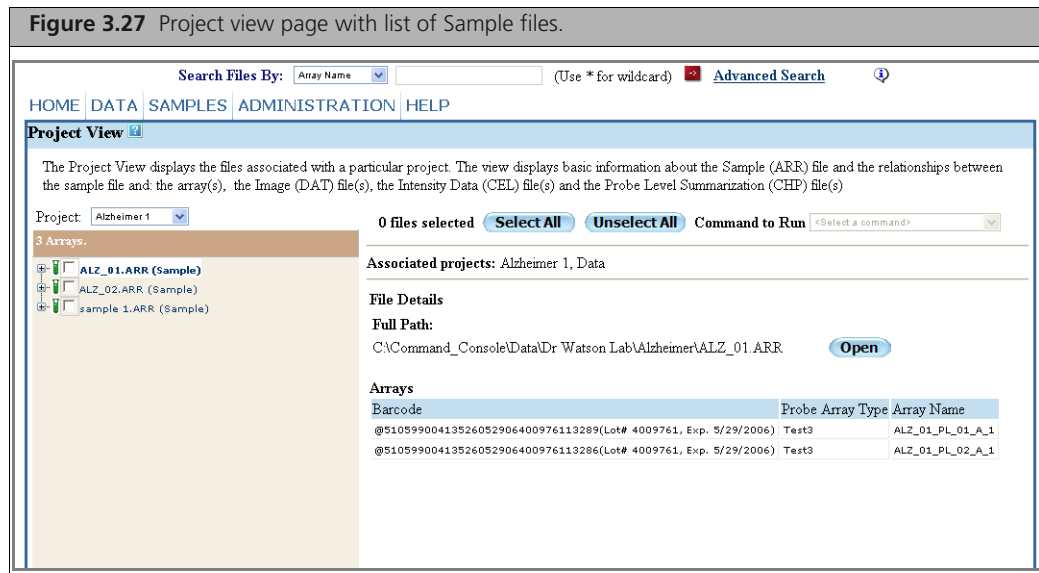 Figure 3.27 Project view page with list of Sample files.
Search Files By: Array Name (Use * for wildcard) Advanced Search
HOME DATA SAMPLES ADMINISTRATION HELP
Project View
The Project View displays the files associated with a particular project. The view displays basic information about the Sample (ARR) file and the relationships between
the sample file and: the array(s), the Image (DAT) file(s), the Intensity Data (CEL) file(s) and the Probe Level Summarization (CHP) file(s)
Project: Alzheimer 1
0 files selected Select All Unselect All Command to Run <Select a command>
3 Arrays.
ALZ_01.ARR (Sample)
ALZ_02.ARR (Sample)
sample 1.ARR (Sample)
Associated projects: Alzheimer 1, Data
File Details
Full Path:
C:\Command_Console\Data\Dr Watson Lab\Alzheimer\ALZ_01.ARR Open
Arrays
Barcode Probe Array Type Array Name
@51059900413526052906400976113289(Lot# 4009761, Exp. 5/29/2006) Test3 ALZ_01_PL_01_A_1
@51059900413526052906400976113286(Lot# 4009761, Exp. 5/29/2006) Test3 ALZ_01_PL_02_A_1